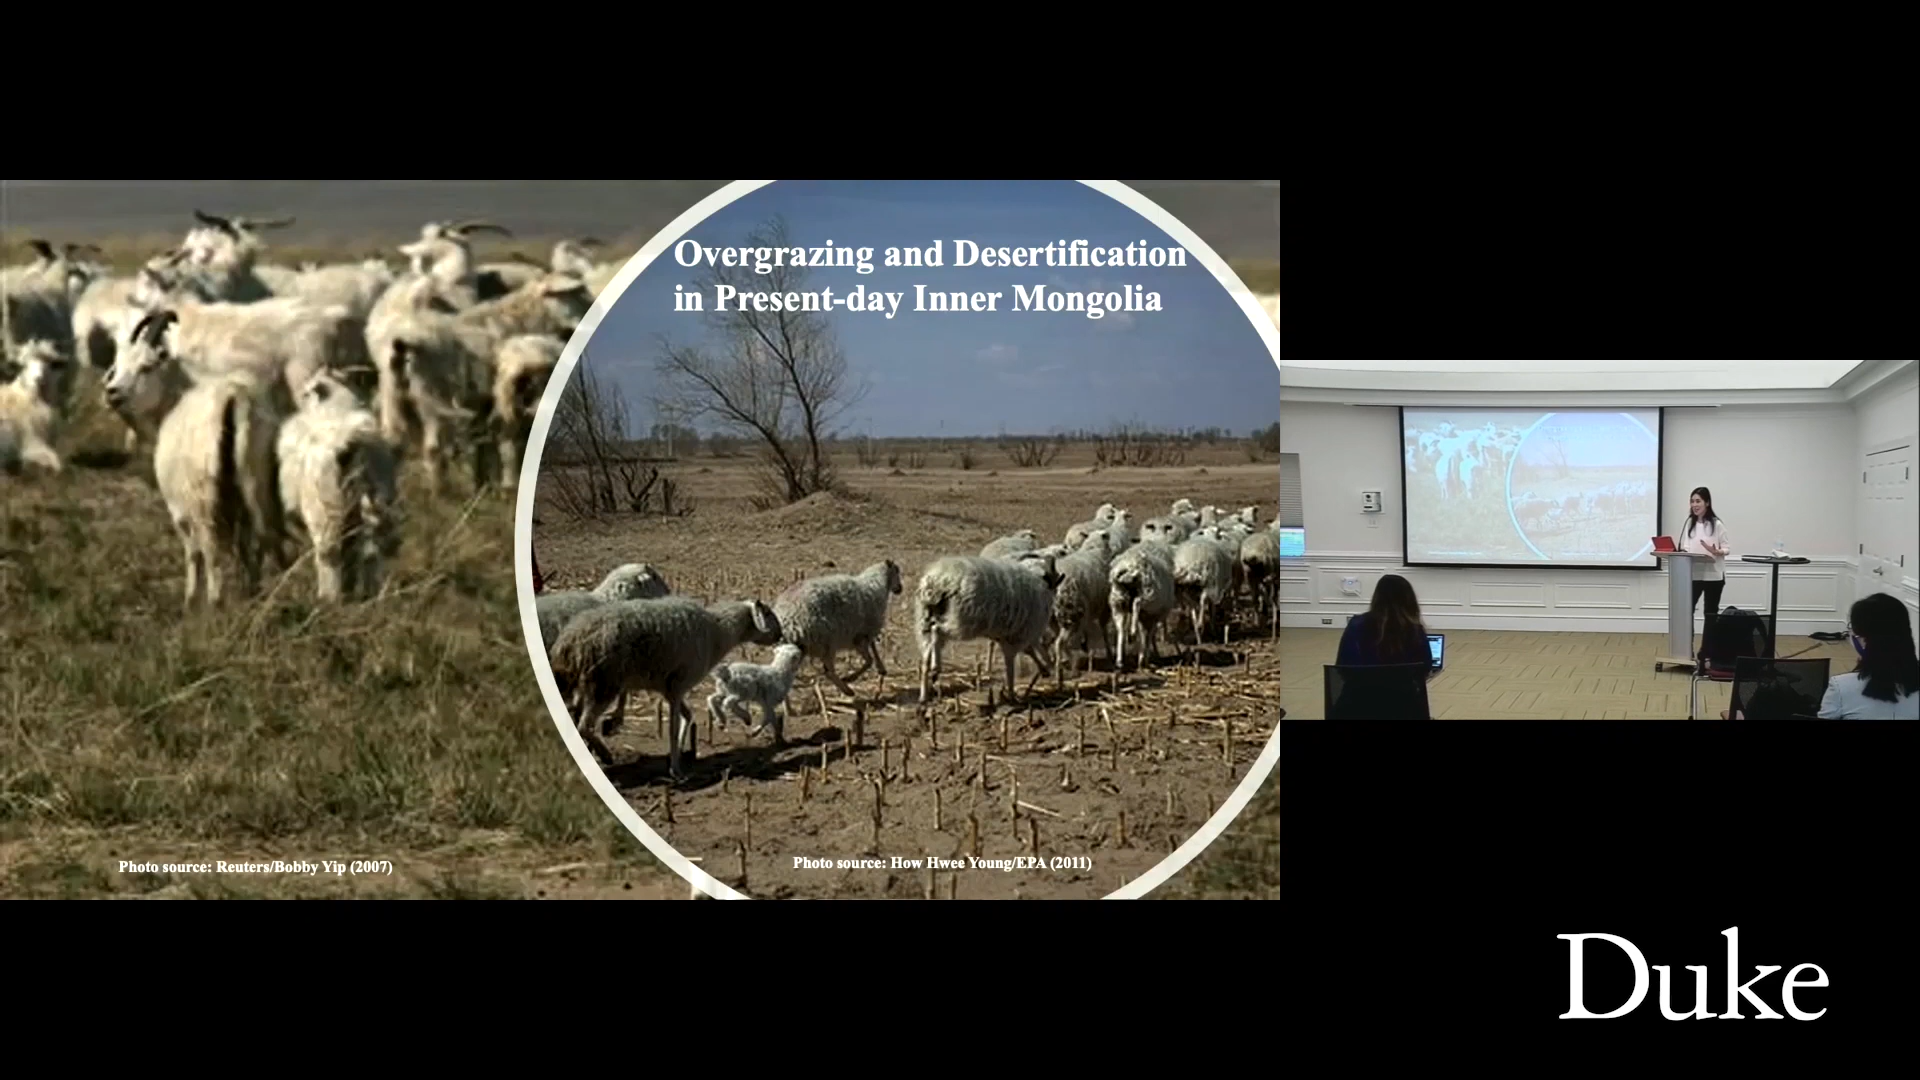 Overgrazing and Desertification
in Present-day Inner Mongolia
Photo source: Reuters/Bobby Yip (2007)
Photo source: How Hwee Young/EPA (2011)
Duke